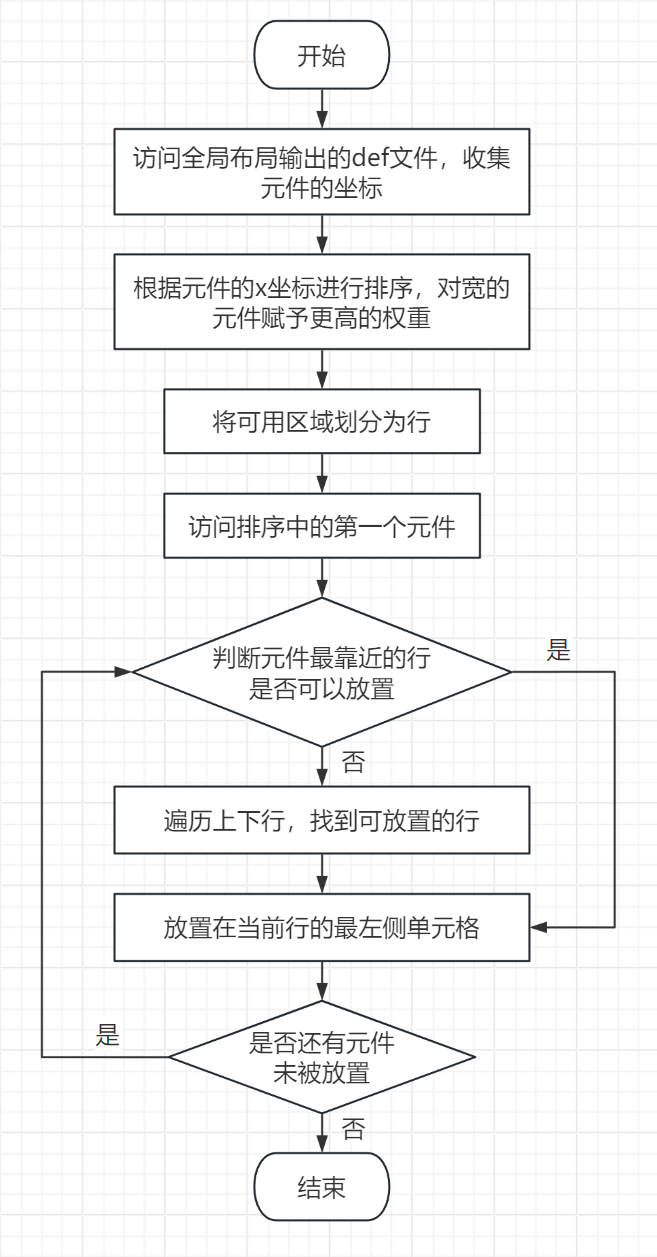 开始
访问全局布局输出的def文件，收集
元件的坐标
根据元件的x坐标进行排序，对宽的
元件赋予更高的权重
将可用区域划分为行
访问排序中的第一个元件
判断元件最靠近的行
是否可以放置
是
否
遍历上下行，找到可放置的行
放置在当前行的最左侧单元格
是否还有元件
未被放置
是
否
结束